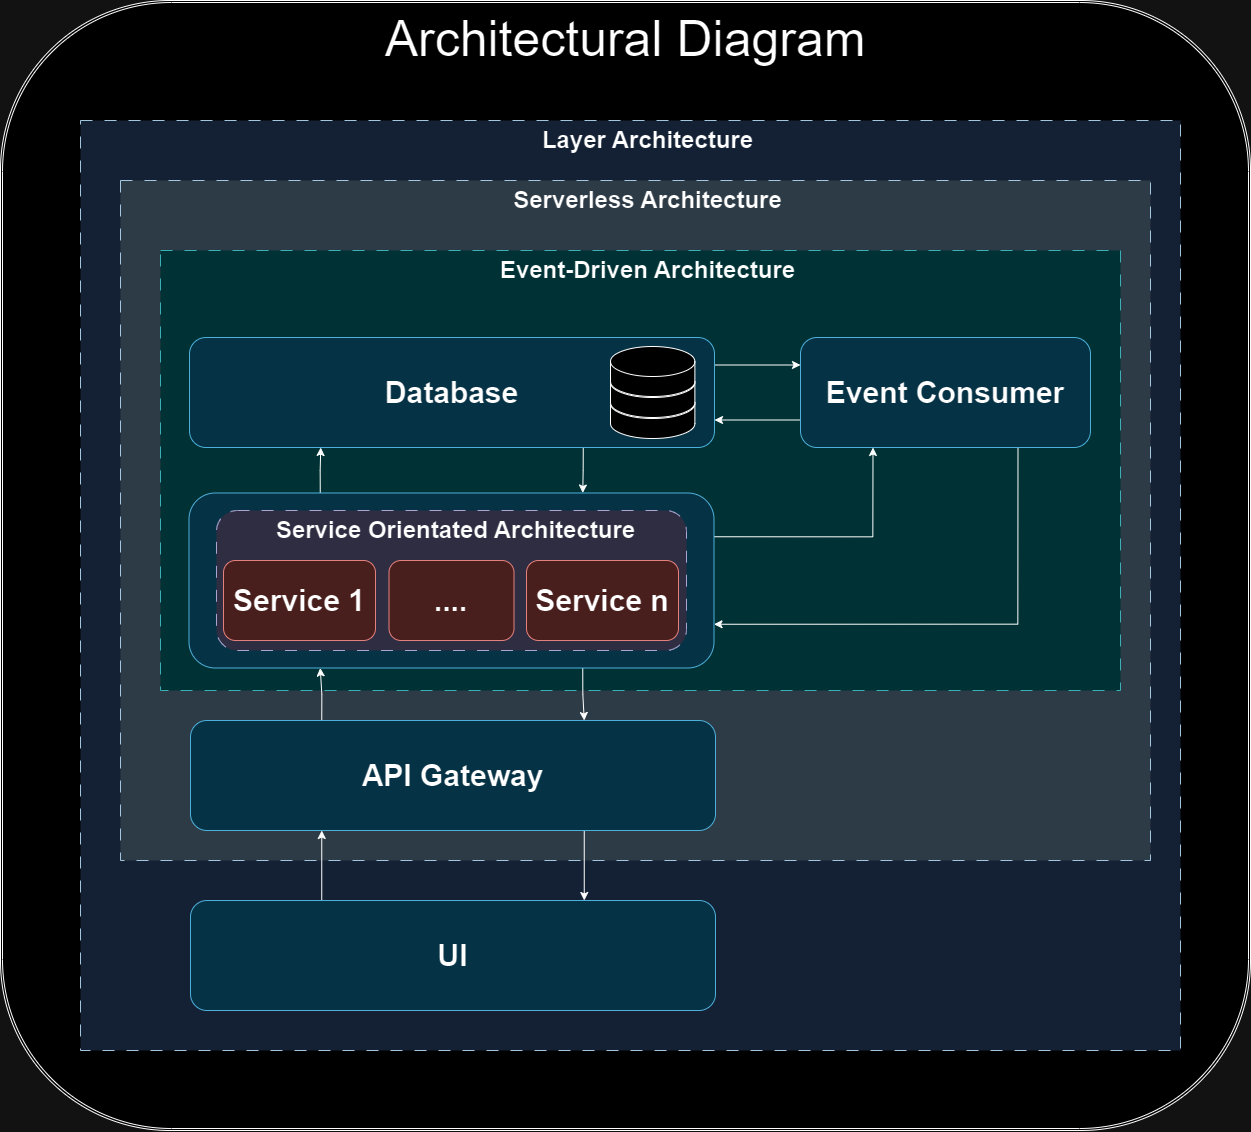 Architectural Diagram
Layer Architecture
Serverless Architecture
Event-Driven Architecture
Database
Event Consumer
Service Orientated Architecture
Service 1
....
Service n
API Gateway
UI